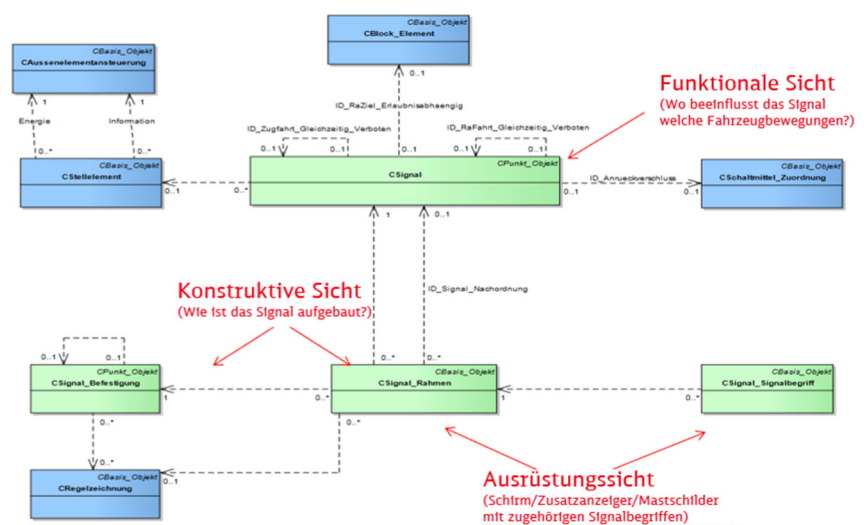 CBasis_Objekt
CBlock_Element
CBasis_Objekt
CAussenelementansteuerung
0..1
Funktionale Sicht
(Wo beeinflusst das Signal
welche Fahrzeugbewegungen?)
1
1
ID_RaZiel_Erlaubnisabhaengig
Energie
Information
ID_Zugfahrt_Gleichzeitig_Verboten
ID_RaFahrt_Gleichzeitig_Verboten
0..*
0..*
0..1
0..1
0..1
0..1
0..1
CBasis_Objekt
CStellelement
CPunkt_Objekt
CSignal
CBasis_Objekt
CSchaltmittel_Zuordnung
0..1
0..*
0..1
ID_Anrueckverschluss
0..1
1
0..1
Konstruktive Sicht
(Wie ist das Signal aufgebaut?)
ID_Signal_Nachordnung
0..1
0..1
0..*
0..*
CPunkt_Objekt
CSignal_Befestigung
CBasis_Objekt
CSignal_Rahmen
CBasis_Objekt
CSignal_Signalbegriff
1
0..*
1
0..*
0..*
0..*
0..*
CBasis_Objekt
CRegelzeichnung
0..1
Ausrüstungssicht
(Schirm/Zusatzanzeiger/Mastschilder
mit zugehörigen Signalbegriffen)